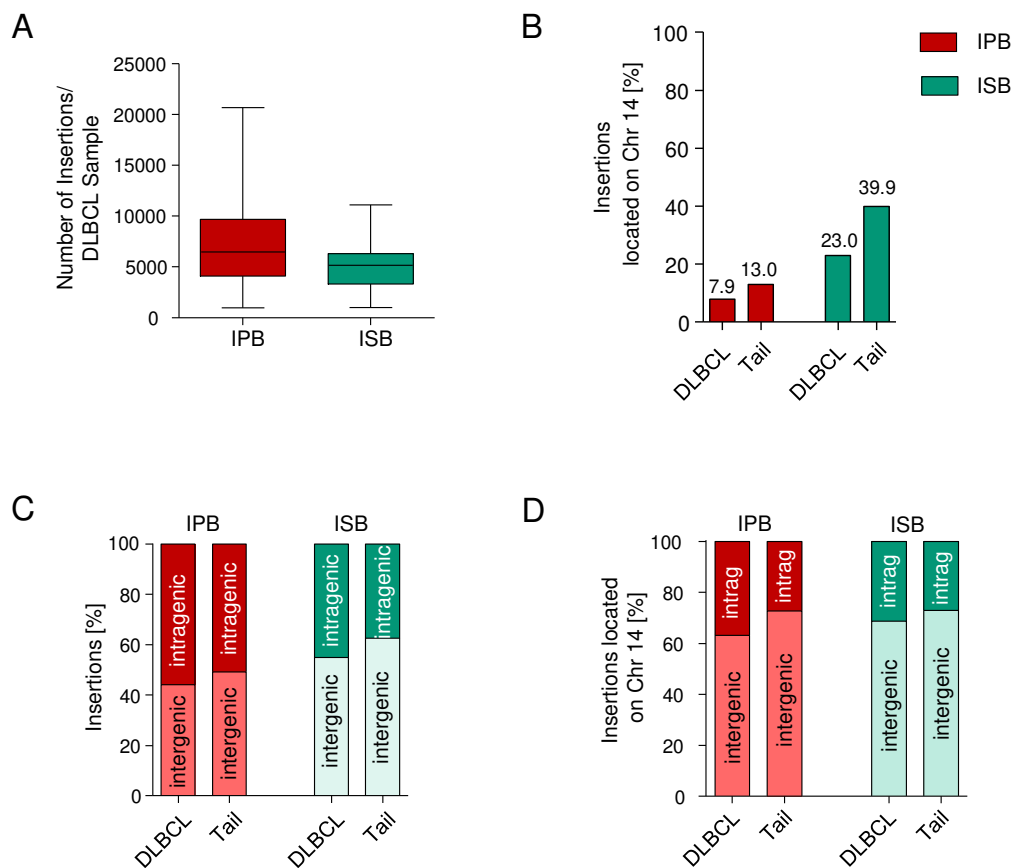 A
Number of Insertions/
DLBCL Sample
25000
20000
15000
10000
5000
0
IPB
ISB
B
Insertions
located on Chr 14 [%]
100
80
60
40
20
0
7.9
13.0
23.0
39.9
DLBCL
Tail
DLBCL
Tail
IPB
ISB
C
IPB
ISB
Insertions [%]
100
80
60
40
20
0
intragenic
intragenic
intragenic
intragenic
intergenic
intergenic
intergenic
intergenic
DLBCL
Tail
DLBCL
Tail
D
IPB
ISB
Insertions located
on Chr 14 [%]
100
80
60
40
20
0
intrag
intrag
intrag
intrag
intergenic
intergenic
intergenic
intergenic
DLBCL
Tail
DLBCL
Tail